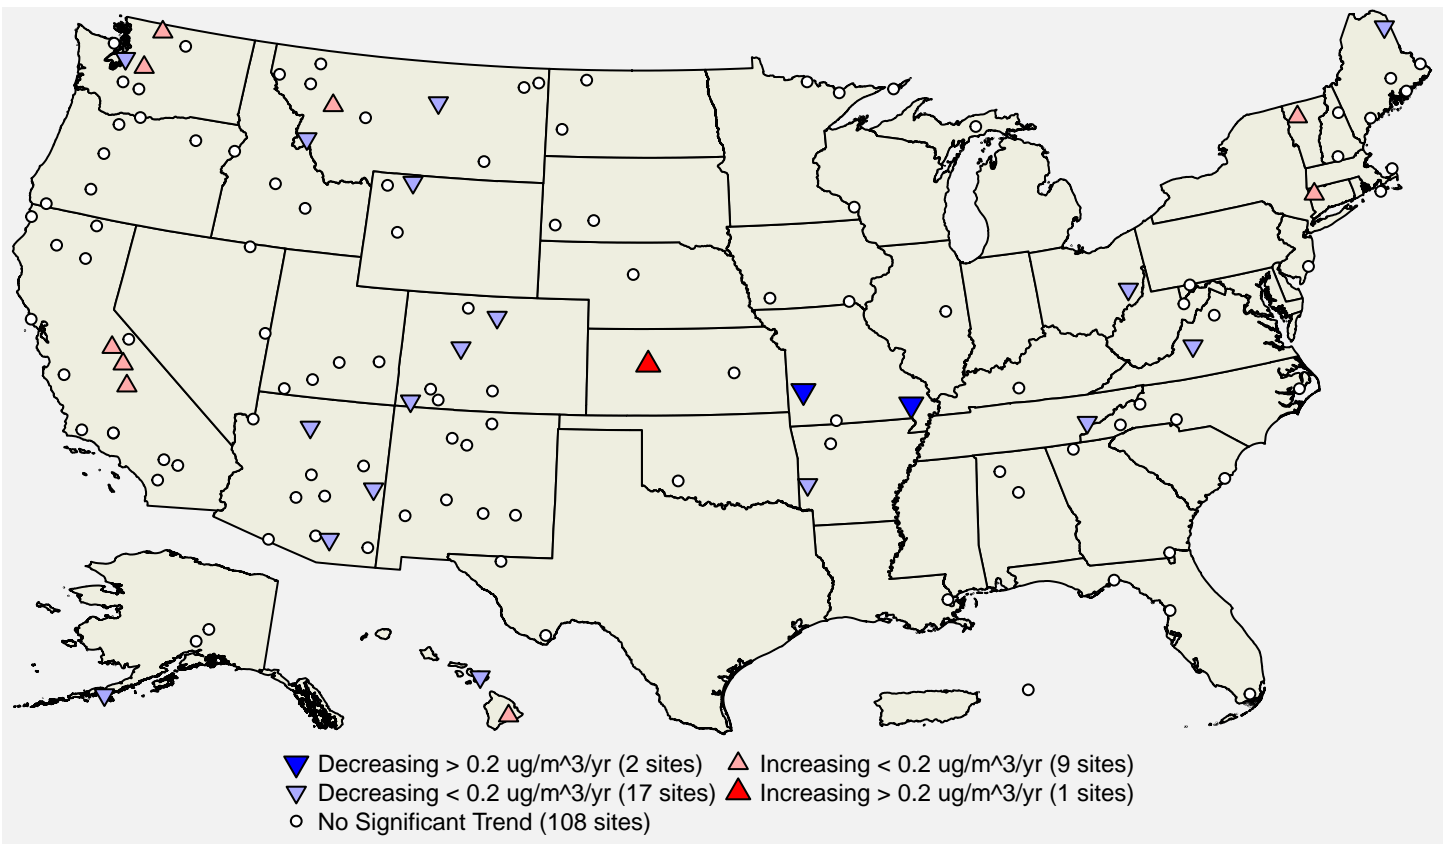 Decreasing > 0.2 ug/m^3/yr (2 sites)
Increasing < 0.2 ug/m^3/yr (9 sites)
Decreasing < 0.2 ug/m^3/yr (17 sites)
Increasing > 0.2 ug/m^3/yr (1 sites)
No Significant Trend (108 sites)